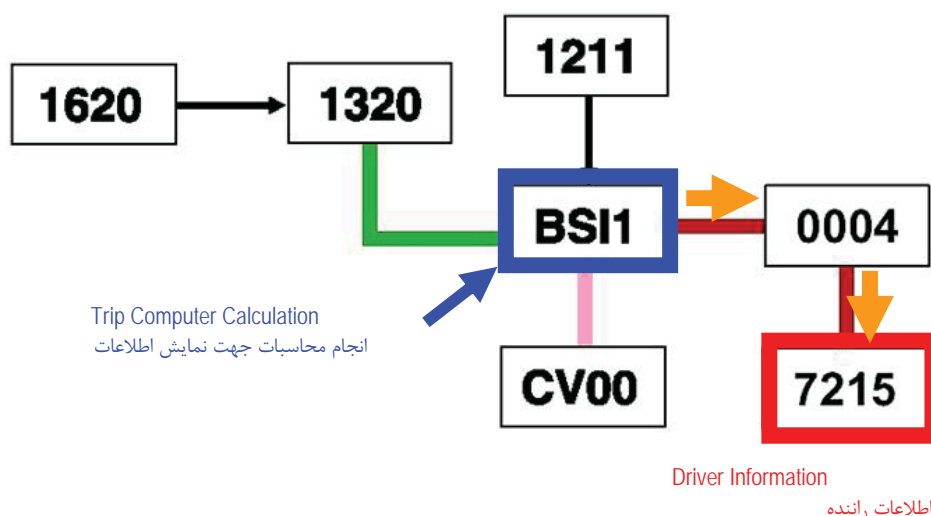 1211
1620
1320
BSI1
0004
Trip Computer Calculation
انجام محاسبات جهت نمایش اطلاعات
CV00
7215
Driver Information
اطلاعات راننده